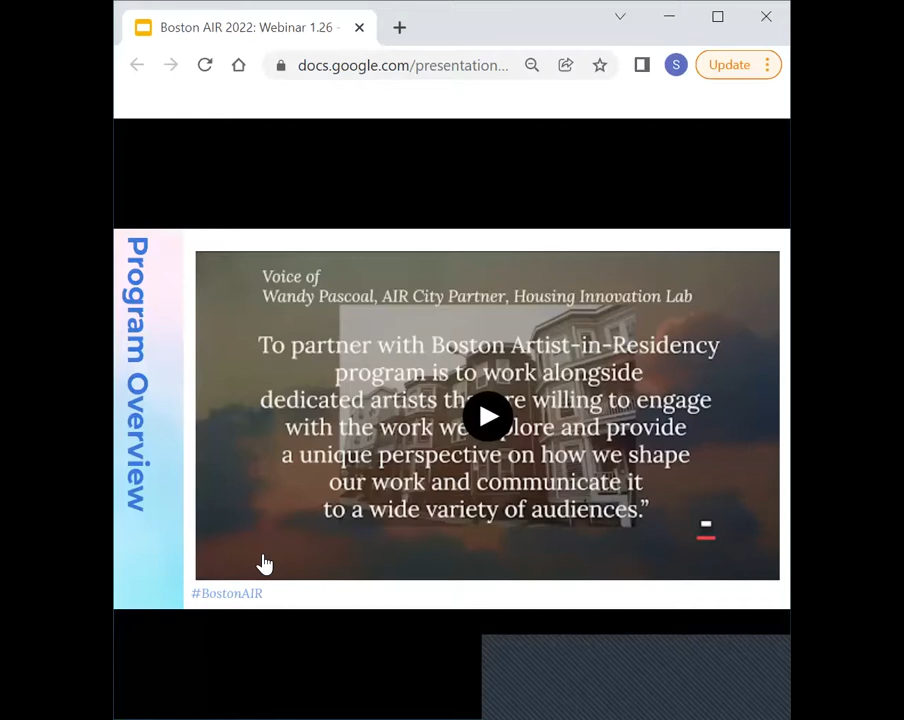 Boston AIR 2022: Webinar 1.26 -
docs.google.com/presentation...
S
Update
Program Overview
Voice of
Wandy Pascoal, AIR City Partner, Housing Innovation Lab
To partner with Boston Artist-in-Residency
program is to work alongside
dedicated artists re willing to engage
with the work we plore and provide
a unique perspective on how we shape
our work and communicate it
to a wide variety of audiences.”
#BostonAIR